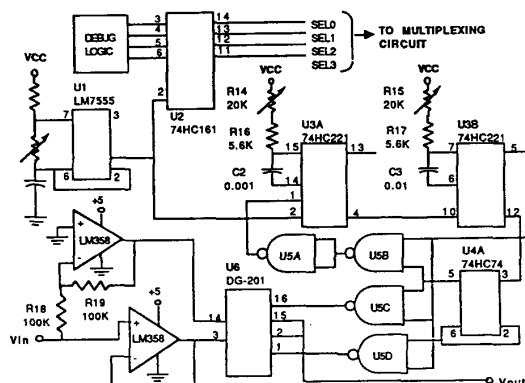 DEBUG
LOGIC
3
4
5
6
14
13
12
11
SEL0
SEL1
SEL2
SEL3
TO MULTIPLEXING
CIRCUIT
VCC
U1
LM7555
7
3
6
2
2
U2
74HC161
VCC
R14
20K
R16
5.6K
C2
0.001
U3A
74HC221
15
13
14
1
2
4
VCC
R15
20K
R17
5.6K
C3
0.01
U3B
74HC221
7
5
6
10
12
+5
LM358
R18
100K
R19
100K
Vin
+5
LM358
U6
DG-201
14
3
16
15
2
1
U5A
U5B
U5C
U5D
U4A
74HC74
5
3
6
2
Vout